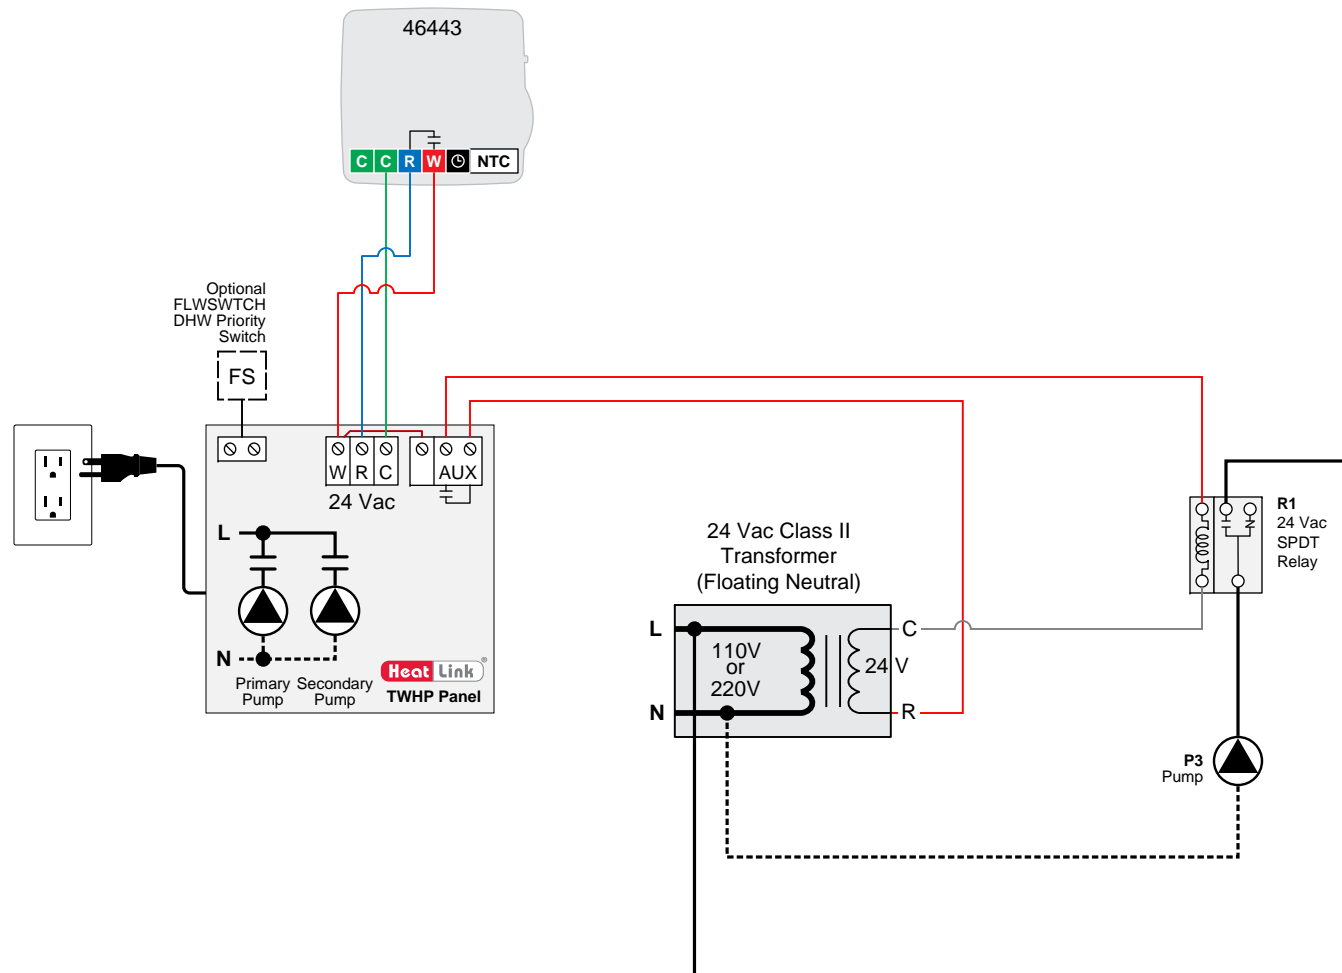 46443
C C R W NTC
Optional
FLWSWTCH
DHW Priority
Switch
FS
W R C
AUX
24 Vac
L
N
Primary
Pump
Secondary
Pump
Heat Link®
TWHP Panel
24 Vac Class II
Transformer
(Floating Neutral)
L
N
110V
or
220V
24 V
C
R
R1
24 Vac
SPDT
Relay
P3
Pump